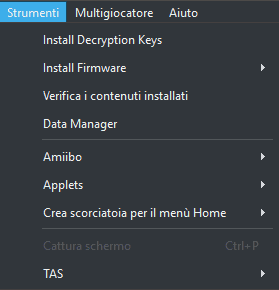 Strumenti Multigiocatore Aiuto
Install Decryption Keys
Install Firmware
Verifica i contenuti installati
Data Manager
Amiibo
Applets
Crea scorciatoia per il menù Home
Cattura schermo Ctrl+P
TAS